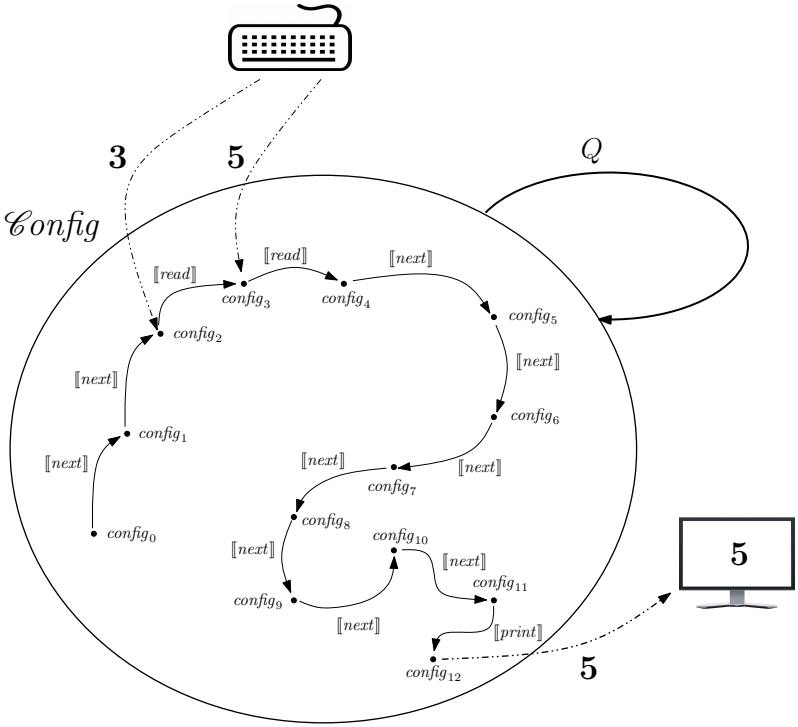 Q
3
5
𝒞onfig
⟦read⟧
⟦next⟧
⟦read⟧
config₃
config₄
config₅
config₂
⟦next⟧
⟦next⟧
config₆
config₁
⟦next⟧
⟦next⟧
⟦next⟧
config₇
config₈
config₀
config₁₀
⟦next⟧
⟦next⟧
config₁₁
5
config₉
⟦next⟧
⟦print⟧
config₁₂
5